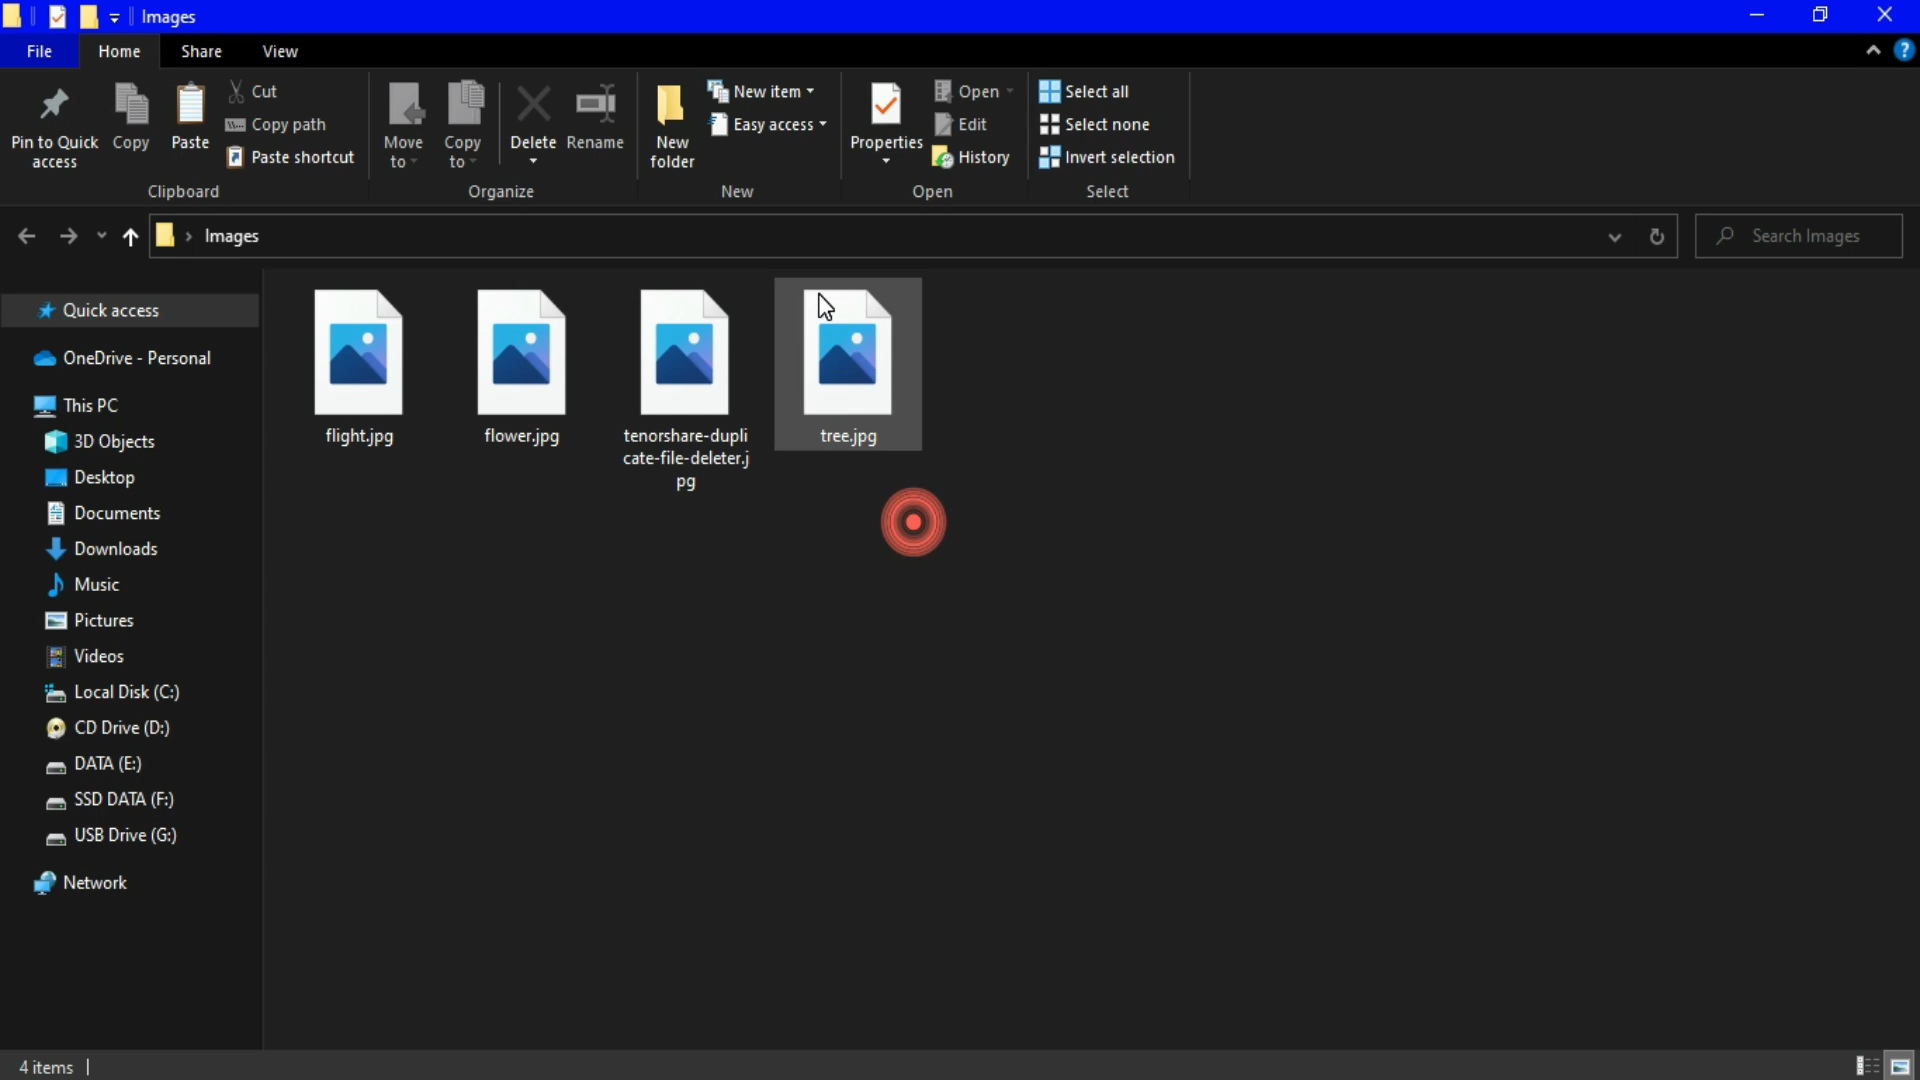 Images
File Home Share View
Pin to Quick access
Copy
Paste
Cut
Copy path
Paste shortcut
Clipboard
Move to
Copy to
Delete
Rename
Organize
New folder
New item
Easy access
New
Properties
Open
Edit
History
Open
Select all
Select none
Invert selection
Select
Images
Search Images
Quick access
OneDrive - Personal
This PC
3D Objects
Desktop
Documents
Downloads
Music
Pictures
Videos
Local Disk (C:)
CD Drive (D:)
DATA (E:)
SSD DATA (F:)
USB Drive (G:)
Network
flight.jpg
flower.jpg
tenorshare-dupli
cate-file-deleter.j
pg
tree.jpg
4 items